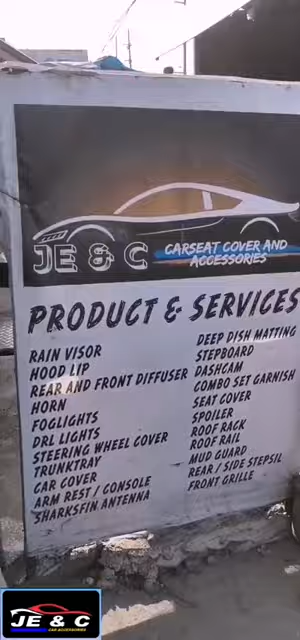 JE & C
CARSEAT COVER AND
ACCESSORIES
PRODUCT & SERVICES
RAIN VISOR
HOOD LIP
REAR AND FRONT DIFFUSER
HORN
FOGLIGHTS
DRL LIGHTS
STEERING WHEEL COVER
TRUNKTRAY
CAR COVER
ARM REST / CONSOLE
SHARKSFIN ANTENNA
DEEP DISH MATTING
STEPBOARD
DASHCAM
COMBO SET GARNISH
SEAT COVER
SPOILER
ROOF RACK
ROOF RAIL
MUD GUARD
REAR / SIDE STEPSIL
FRONT GRILLE
JE & C
CAR ACCESSORIES